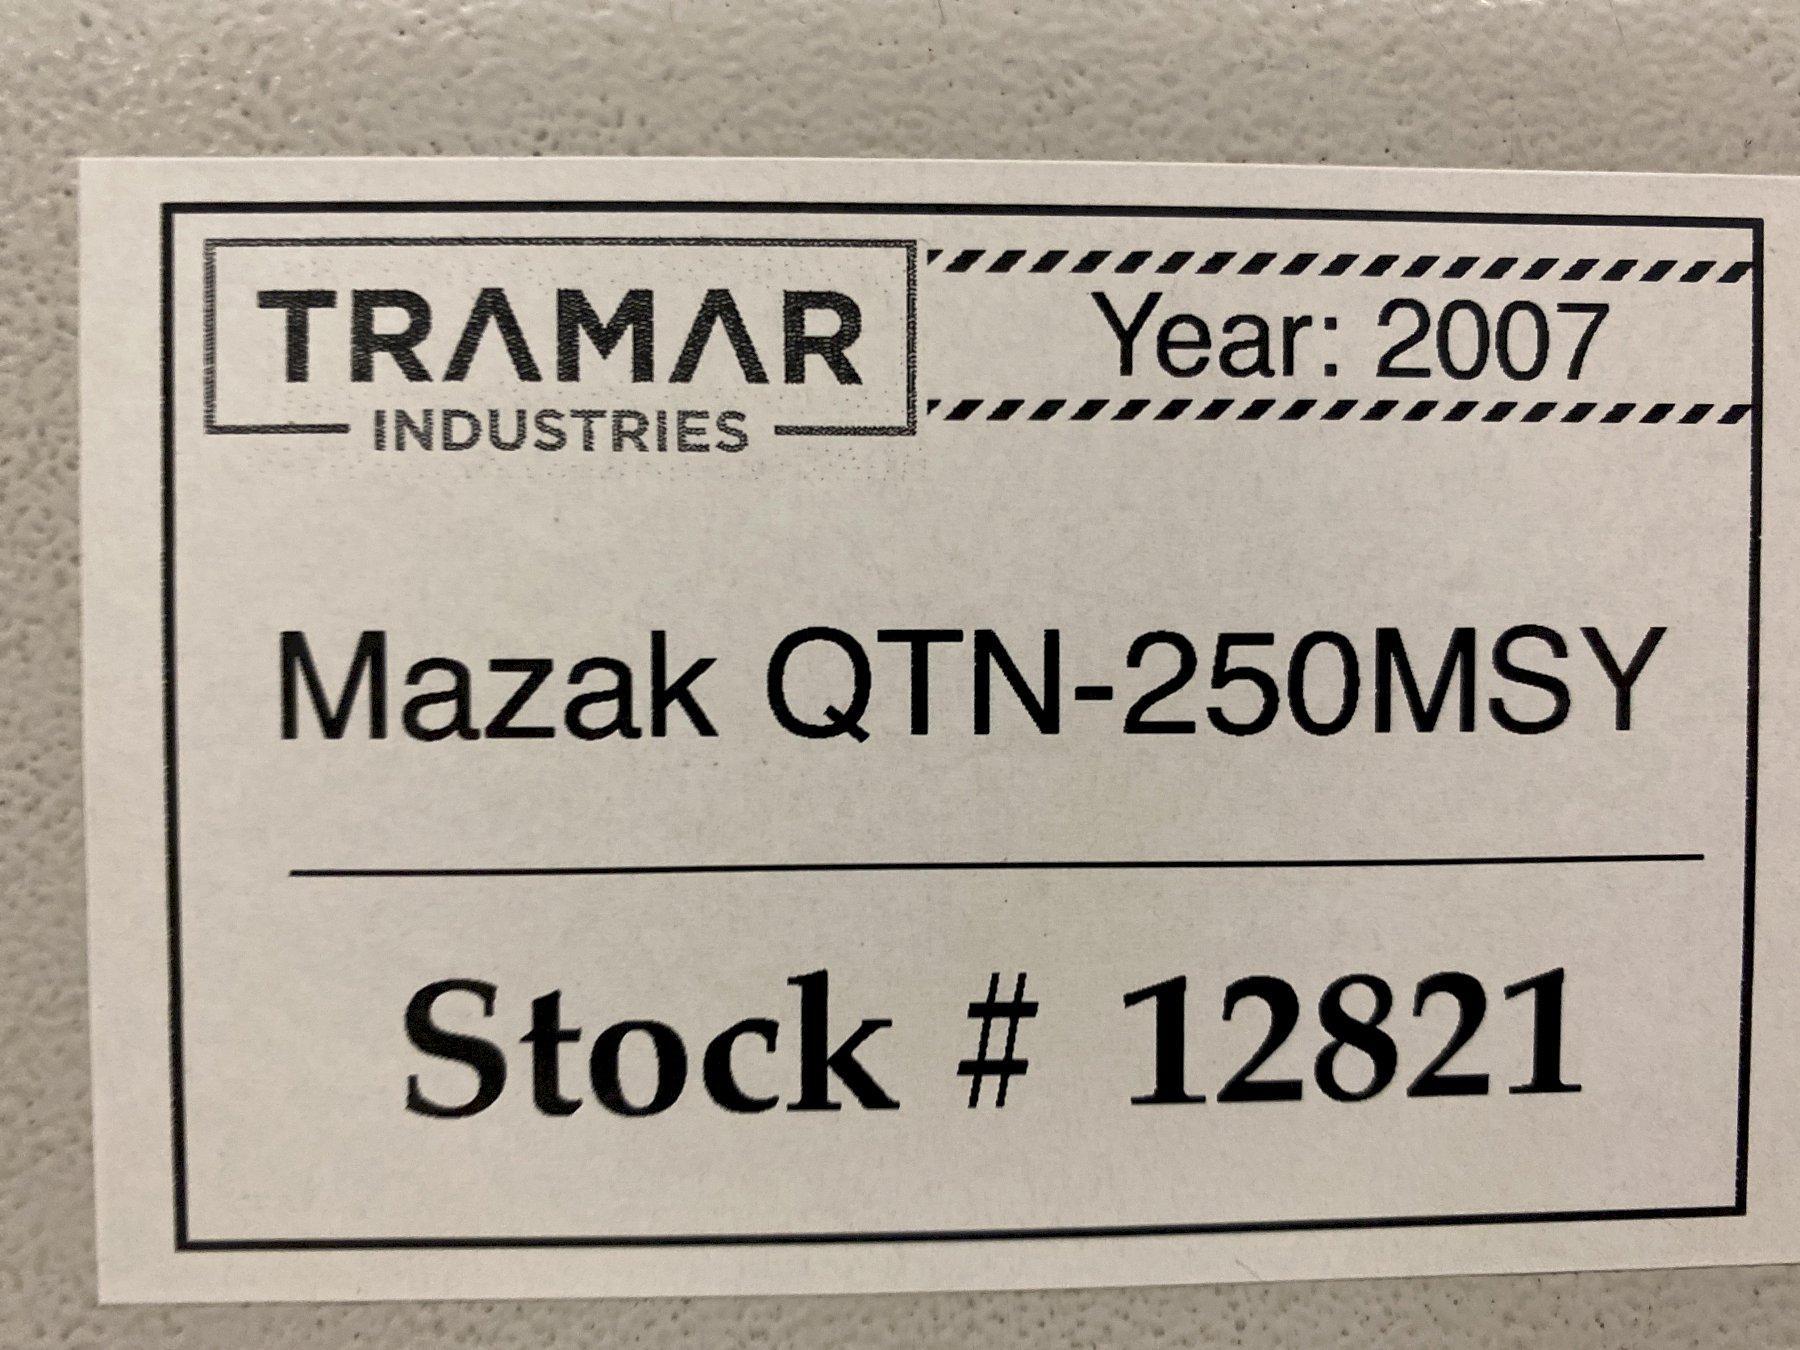 TRAMAR
INDUSTRIES
Year: 2007
Mazak QTN-250MSY
Stock # 12821